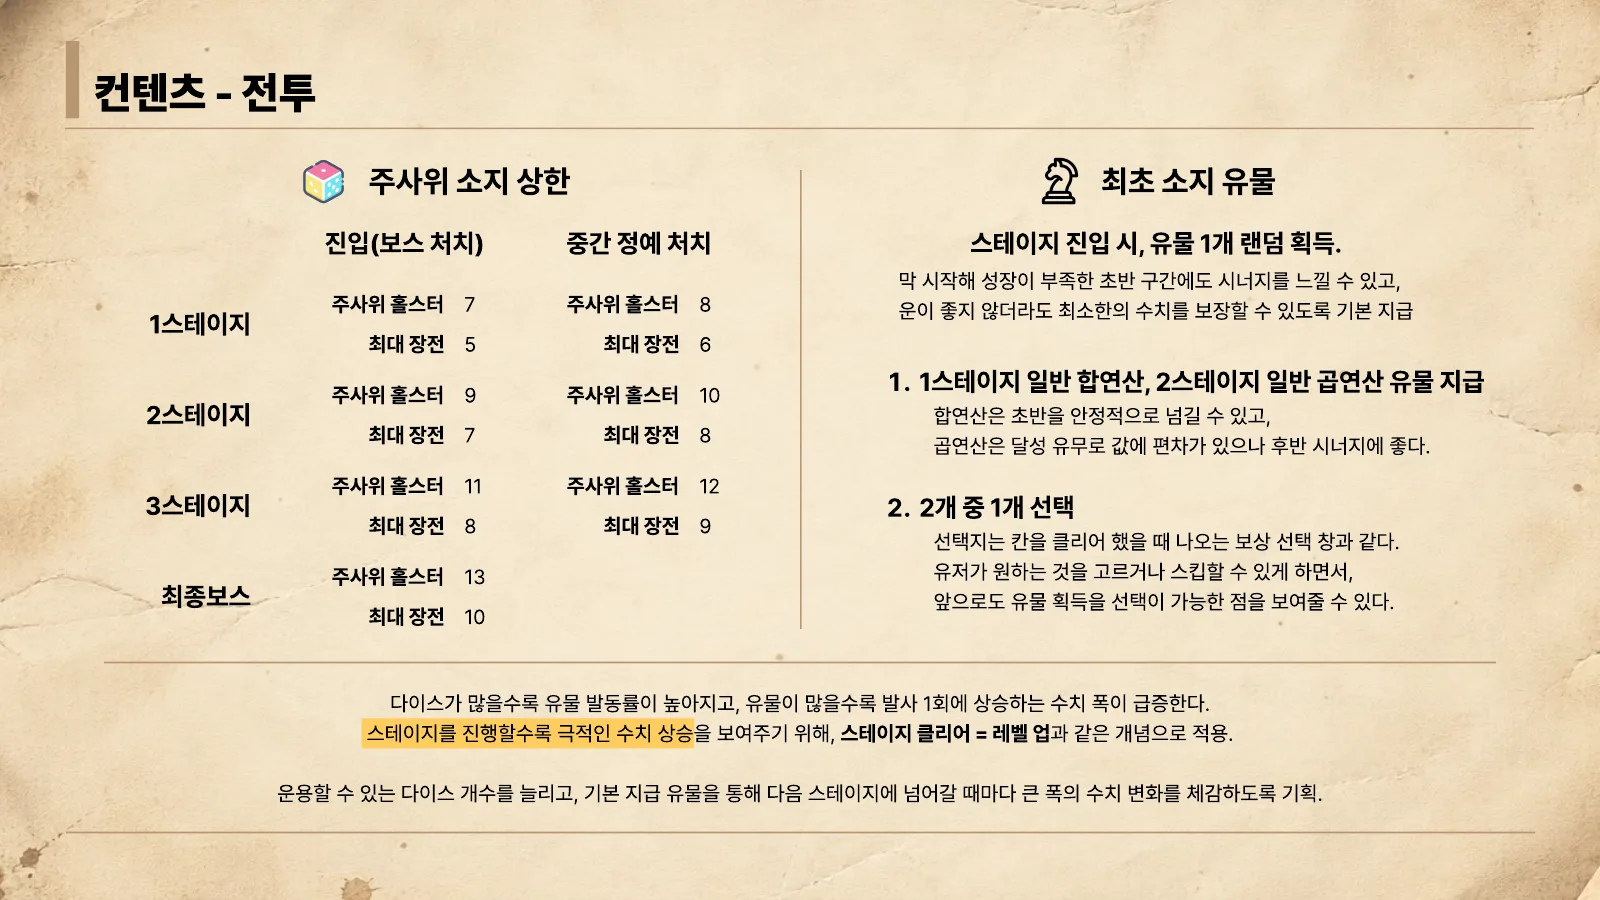 컨텐츠 - 전투
주사위 소지 상한
진입(보스 처치) 중간 정예 처치
1스테이지
주사위 홀스터 7 주사위 홀스터 8
최대 장전 5 최대 장전 6
2스테이지
주사위 홀스터 9 주사위 홀스터 10
최대 장전 7 최대 장전 8
3스테이지
주사위 홀스터 11 주사위 홀스터 12
최대 장전 8 최대 장전 9
최종보스
주사위 홀스터 13
최대 장전 10
최초 소지 유물
스테이지 진입 시, 유물 1개 랜덤 획득.
막 시작해 성장이 부족한 초반 구간에도 시너지를 느낄 수 있고,
운이 좋지 않더라도 최소한의 수치를 보장할 수 있도록 기본 지급
1. 1스테이지 일반 합연산, 2스테이지 일반 곱연산 유물 지급
합연산은 초반을 안정적으로 넘길 수 있고,
곱연산은 달성 유무로 값에 편차가 있으나 후반 시너지에 좋다.
2. 2개 중 1개 선택
선택지는 칸을 클리어 했을 때 나오는 보상 선택 창과 같다.
유저가 원하는 것을 고르거나 스킵할 수 있게 하면서,
앞으로도 유물 획득을 선택이 가능한 점을 보여줄 수 있다.
다이스가 많을수록 유물 발동률이 높아지고, 유물이 많을수록 발사 1회에 상승하는 수치 폭이 급증한다.
스테이지를 진행할수록 극적인 수치 상승을 보여주기 위해, 스테이지 클리어 = 레벨 업과 같은 개념으로 적용.
운용할 수 있는 다이스 개수를 늘리고, 기본 지급 유물을 통해 다음 스테이지에 넘어갈 때마다 큰 폭의 수치 변화를 체감하도록 기획.